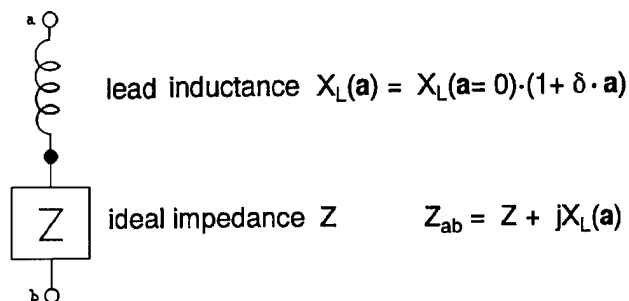 a
lead inductance X_L(a) = X_L(a= 0)·(1+ δ · a)
Z
ideal impedance Z Z_ab = Z + jX_L(a)
b